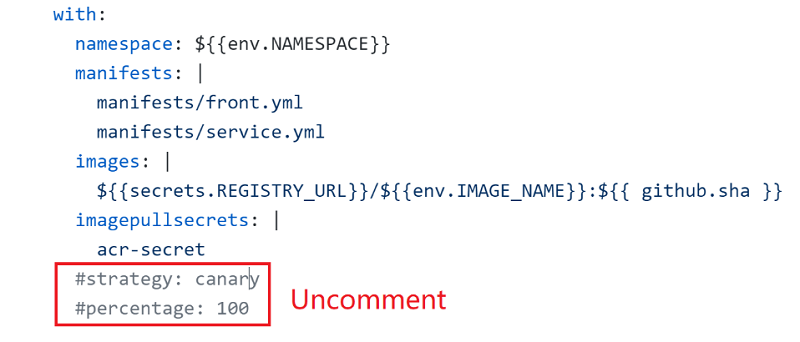 with:
namespace: ${{env.NAMESPACE}}
manifests: |
manifests/front.yml
manifests/service.yml
images: |
${{secrets.REGISTRY_URL}}/${{env.IMAGE_NAME}}:${{ github.sha }}
imagepullsecrets: |
acr-secret
#strategy: canary
#percentage: 100
Uncomment